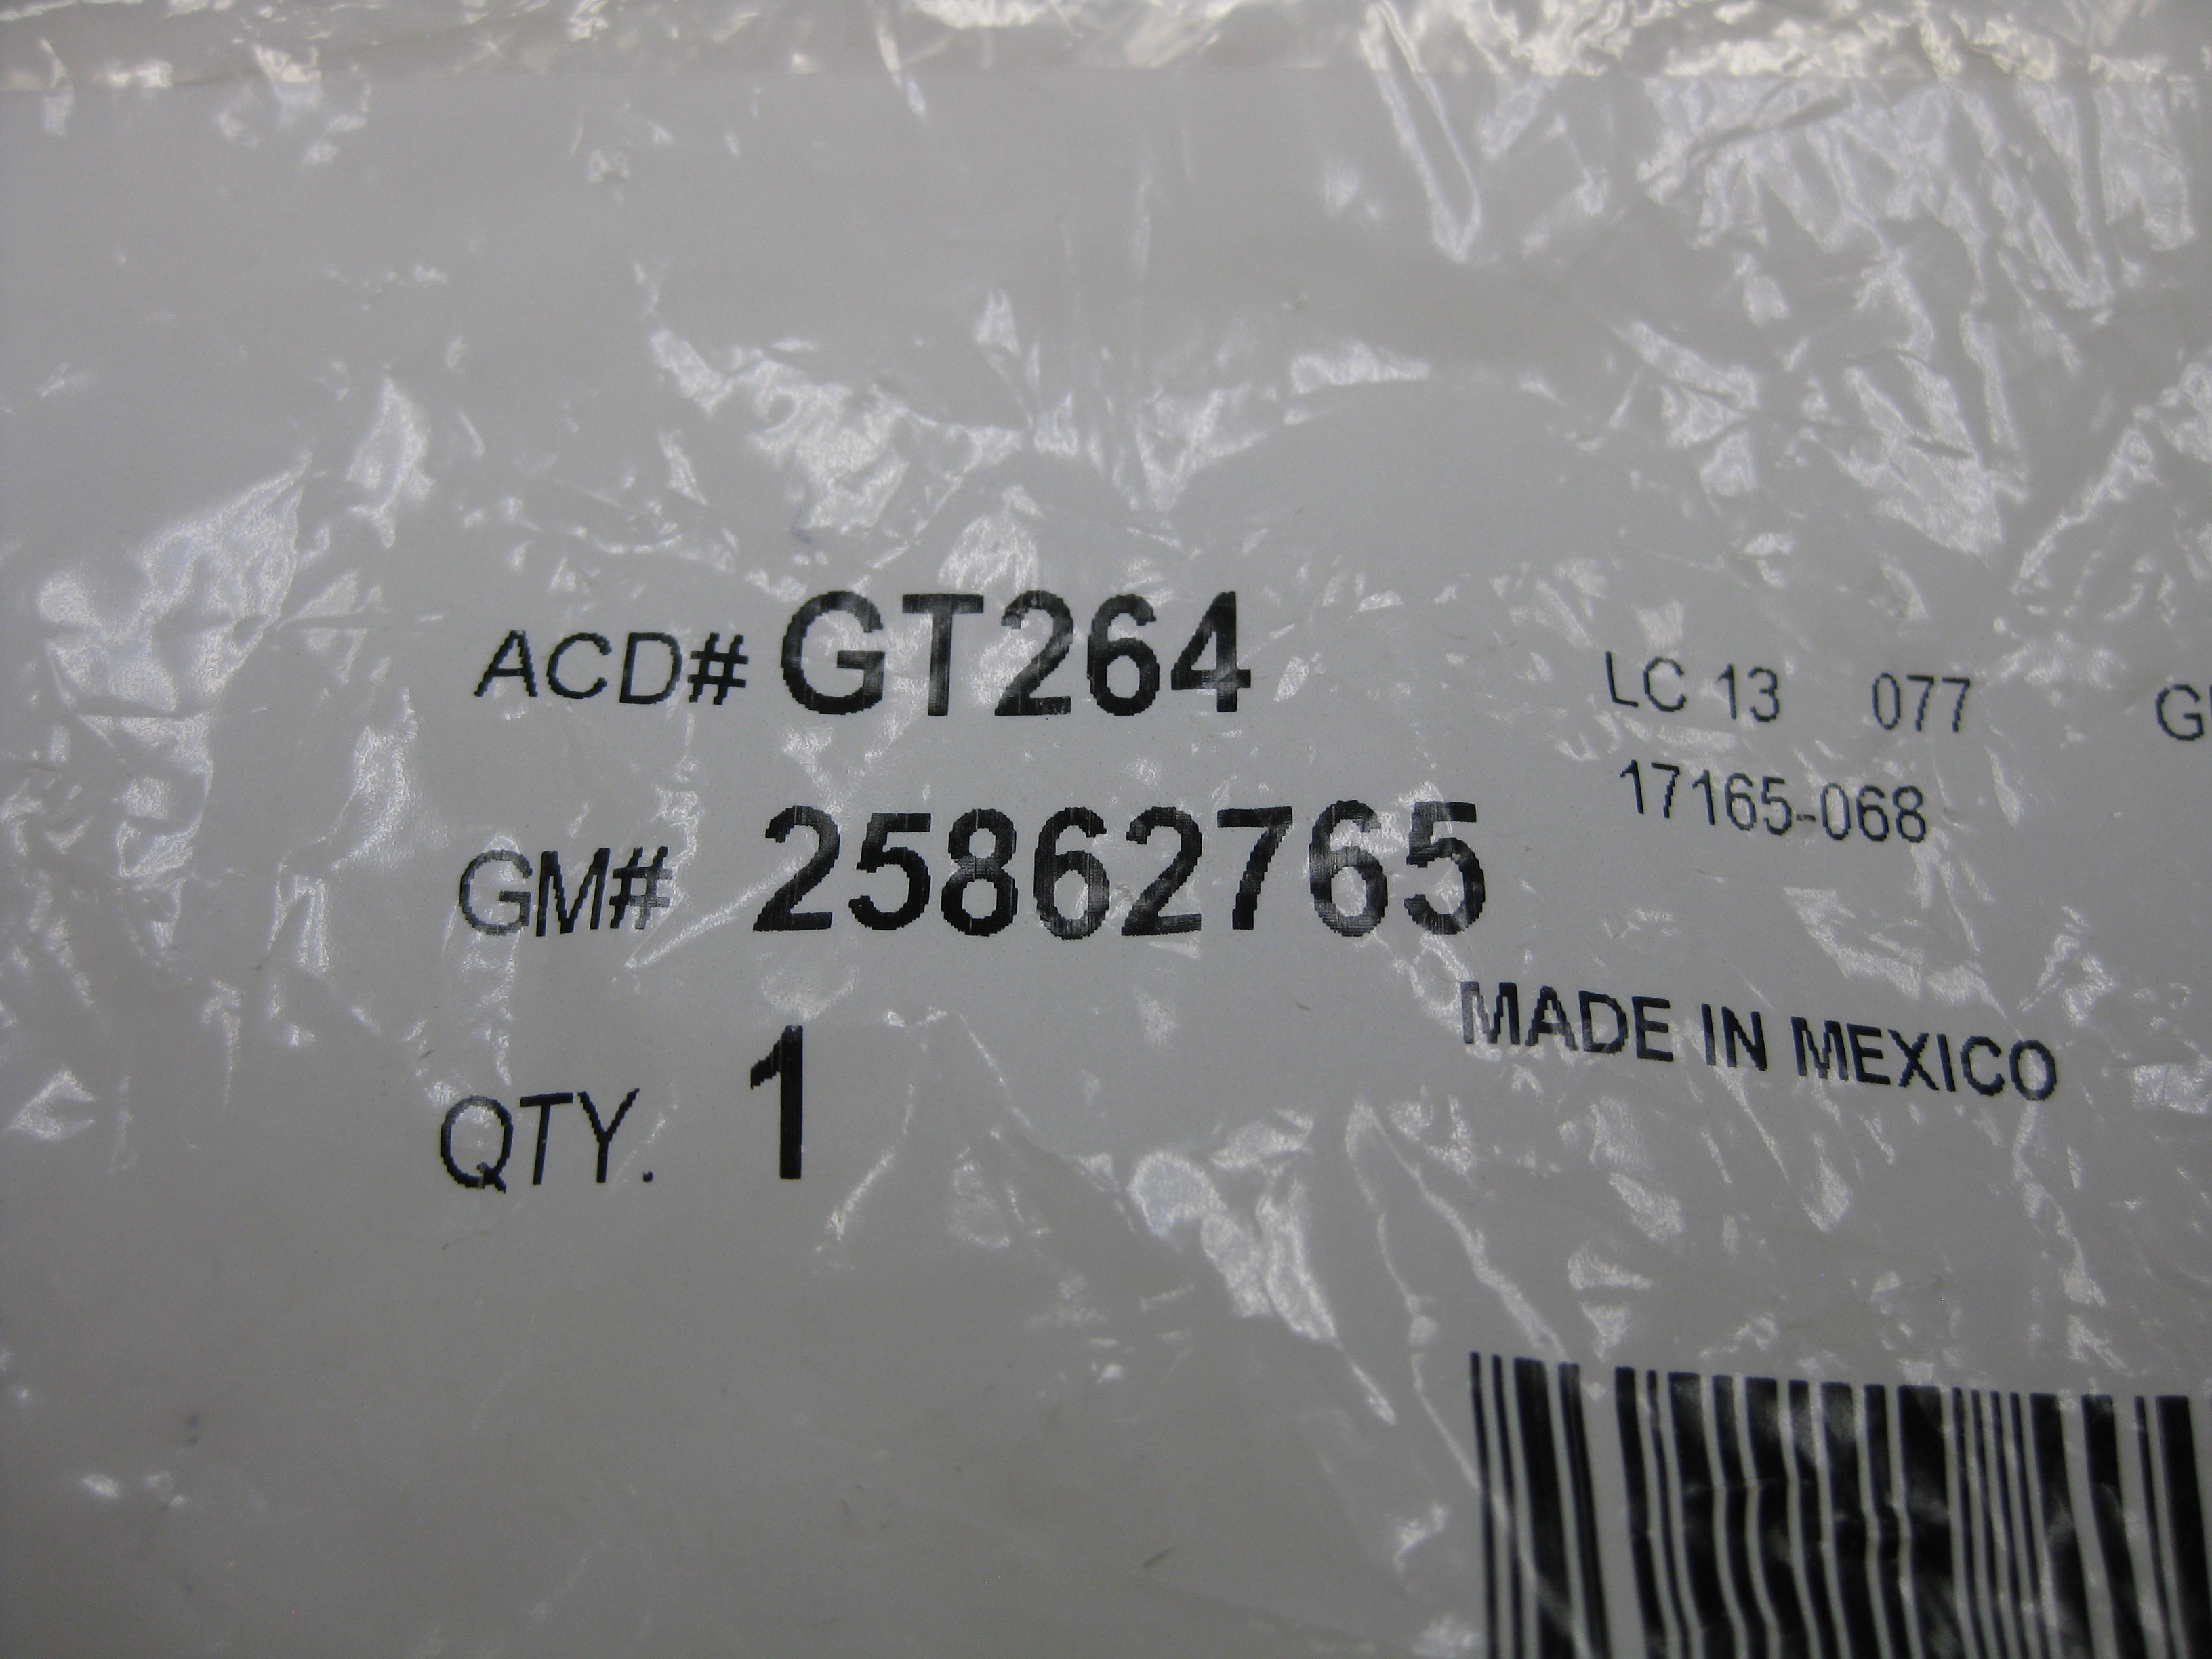 ACD# GT264
LC 13 077
17165-068
GM# 25862765
MADE IN MEXICO
QTY. 1